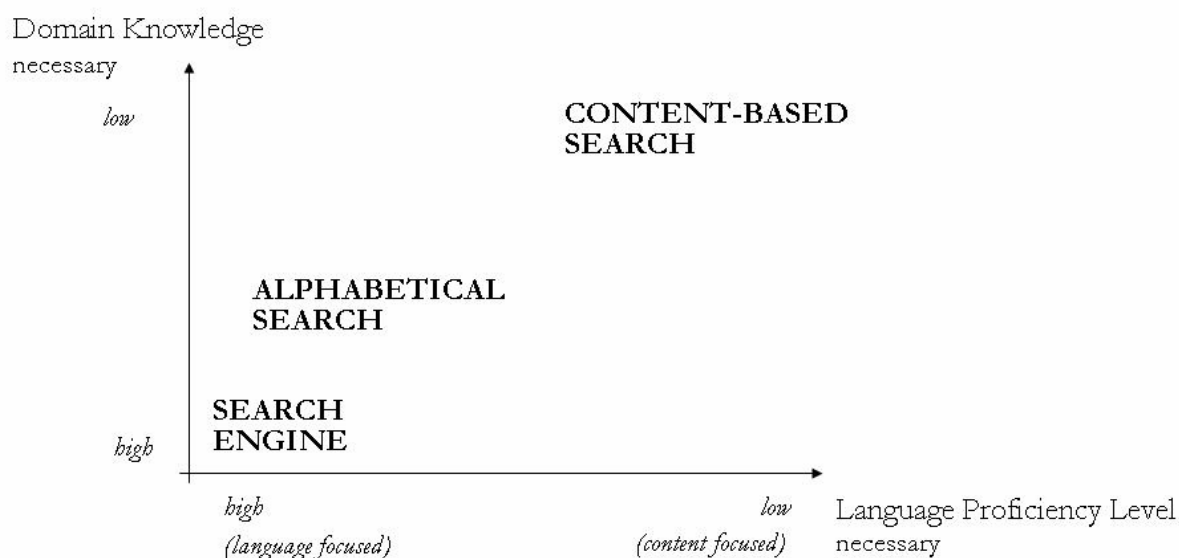 Domain Knowledge
necessary
low
CONTENT-BASED
SEARCH
ALPHABETICAL
SEARCH
SEARCH
ENGINE
high
high
(language focused)
low
(content focused)
Language Proficiency Level
necessary